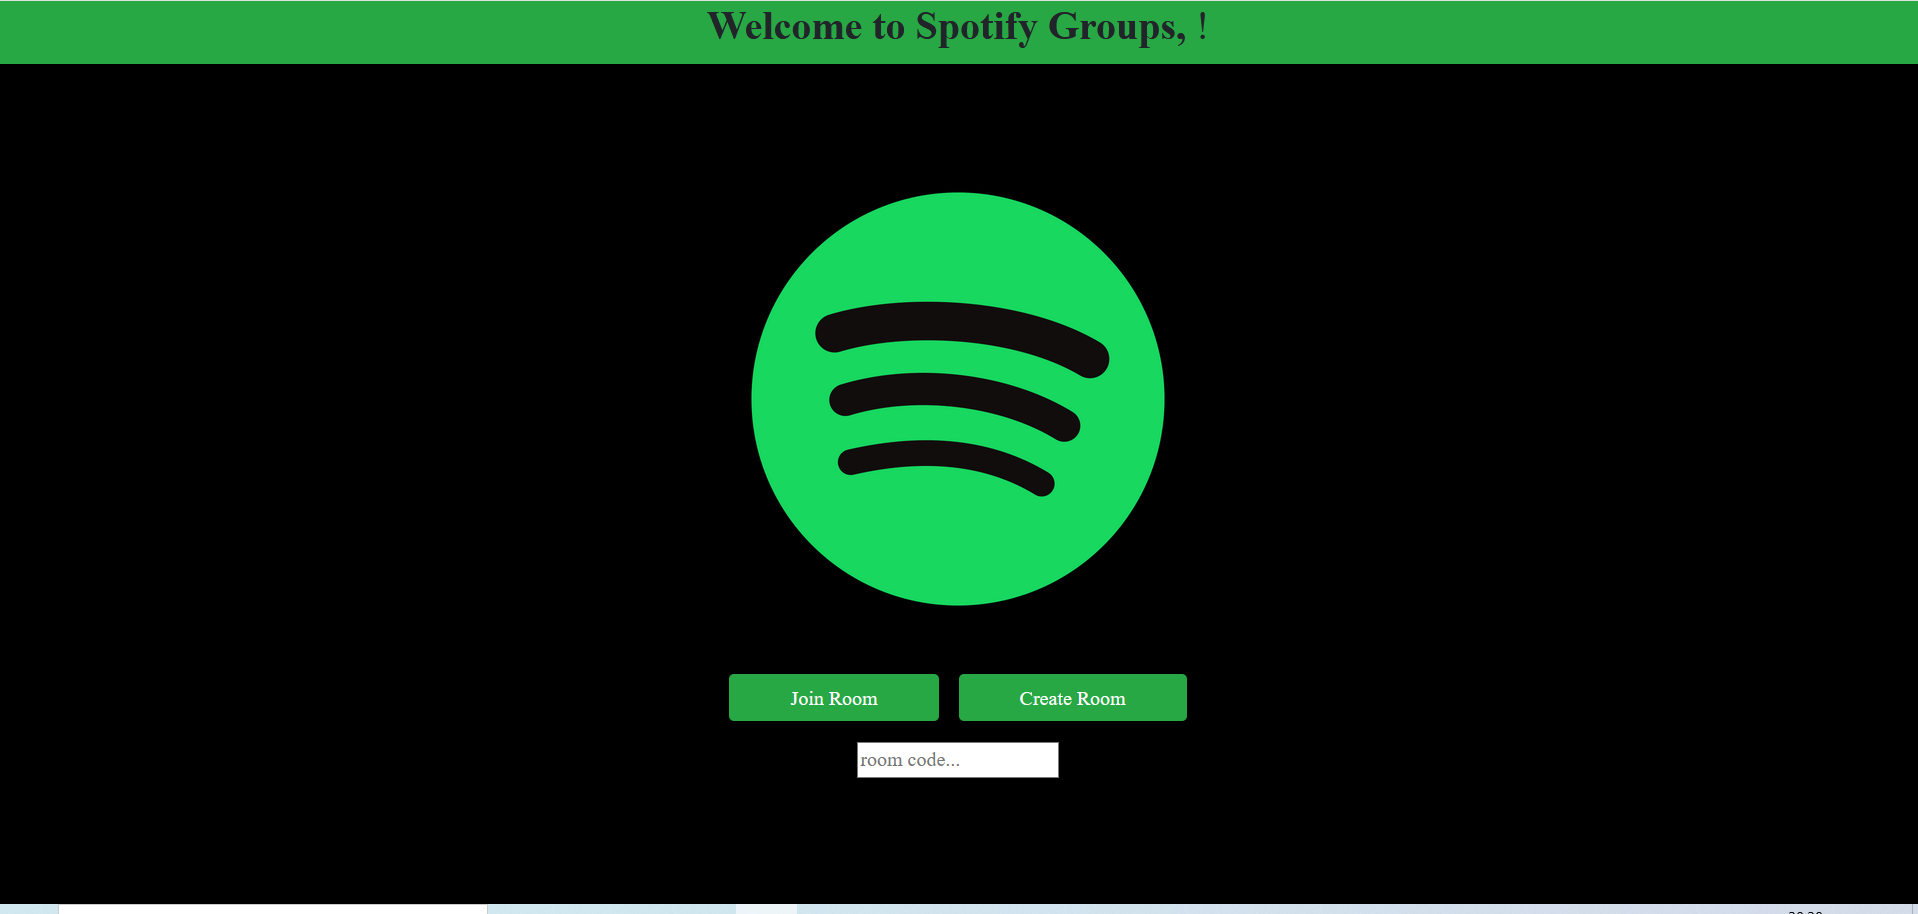 Welcome to Spotify Groups, !
Join Room
Create Room
room code...